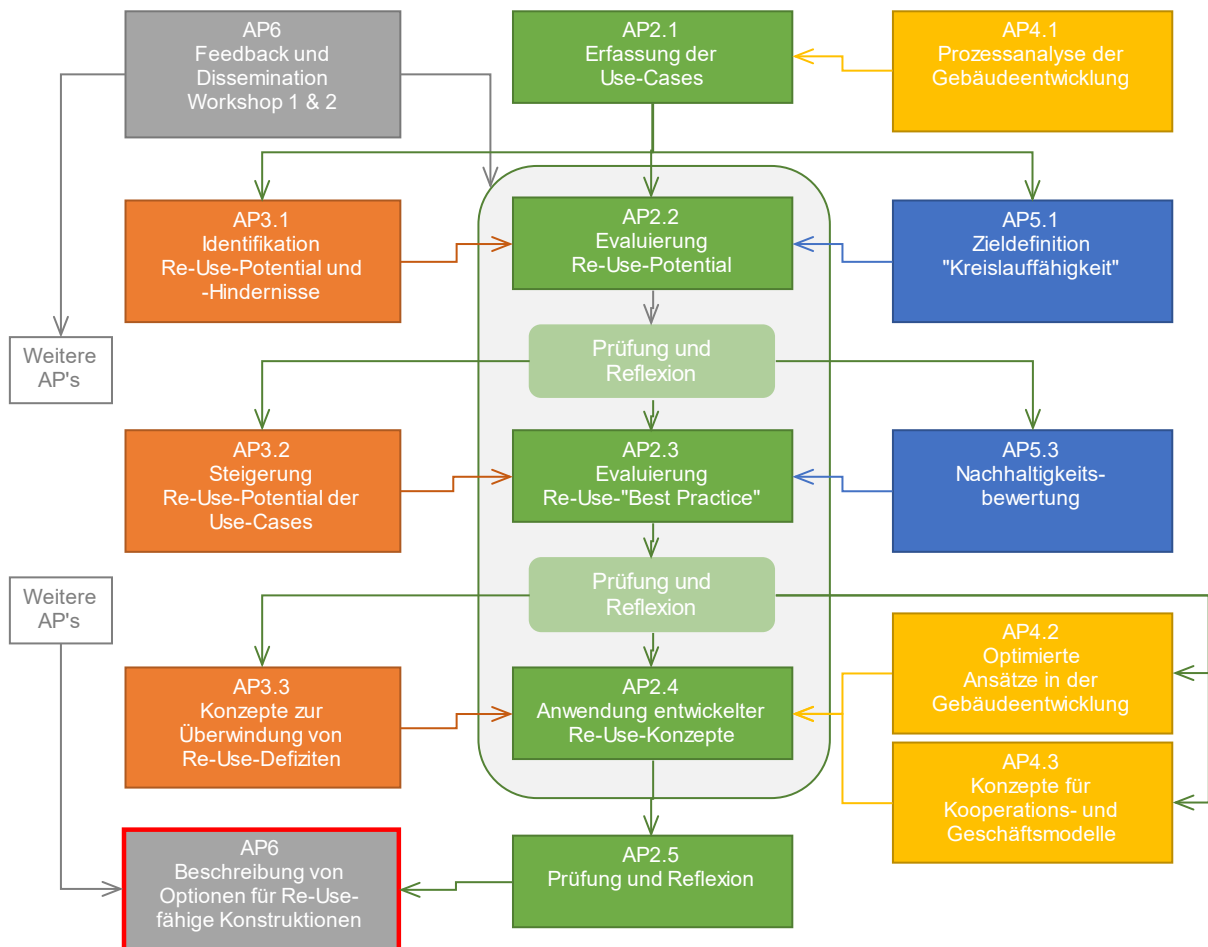 AP6
Feedback und
Dissemination
Workshop 1 & 2
AP2.1
Erfassung der
Use-Cases
AP4.1
Prozessanalyse der
Gebäudeentwicklung
AP3.1
Identifikation
Re-Use-Potential und
-Hindernisse
AP2.2
Evaluierung
Re-Use-Potential
AP5.1
Zieldefinition
"Kreislauffähigkeit"
Weitere
AP's
Prüfung und
Reflexion
AP3.2
Steigerung
Re-Use-Potential der
Use-Cases
AP2.3
Evaluierung
Re-Use-"Best Practice"
AP5.3
Nachhaltigkeits-
bewertung
Weitere
AP's
Prüfung und
Reflexion
AP4.2
Optimierte
Ansätze in der
Gebäudeentwicklung
AP3.3
Konzepte zur
Überwindung von
Re-Use-Defiziten
AP2.4
Anwendung entwickelter
Re-Use-Konzepte
AP4.3
Konzepte für
Kooperations- und
Geschäftsmodelle
AP6
Beschreibung von
Optionen für Re-Use-
fähige Konstruktionen
AP2.5
Prüfung und Reflexion